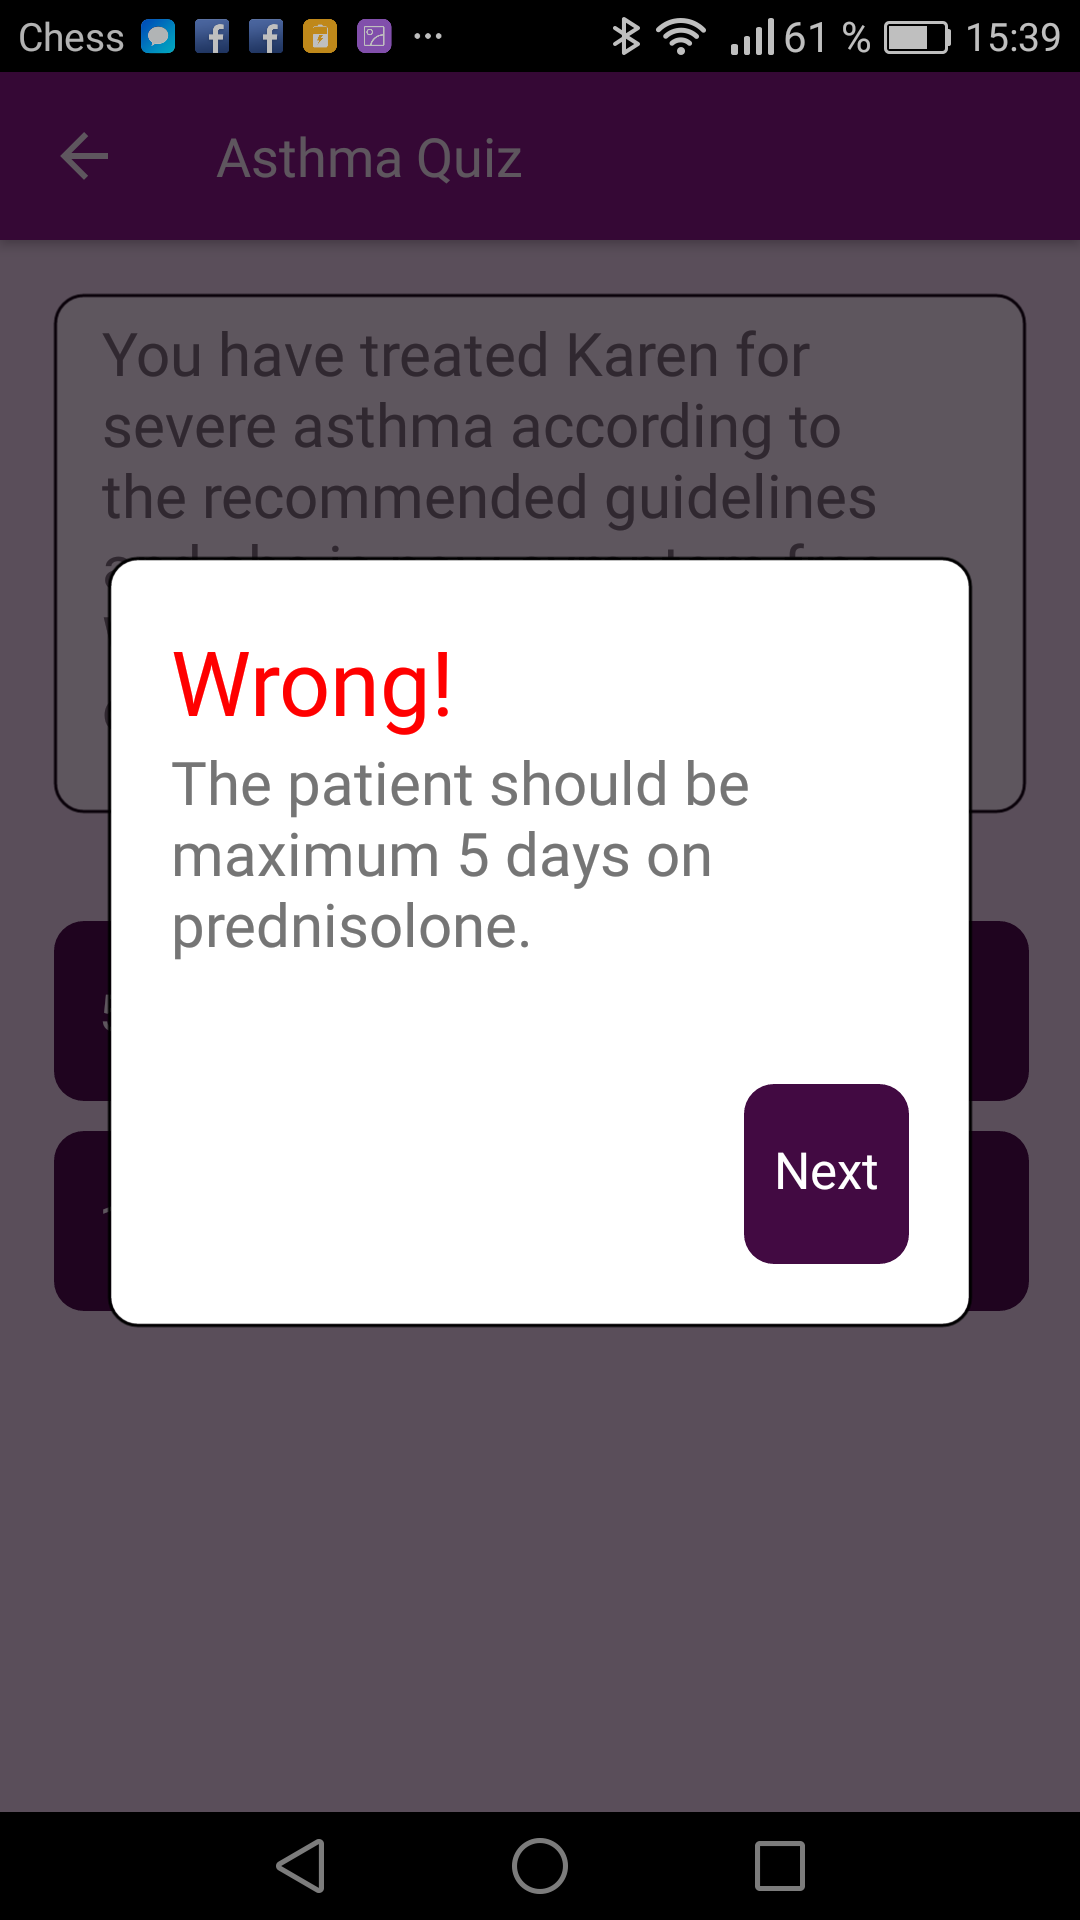 Chess
61 %
15:39
Asthma Quiz
You have treated Karen for
severe asthma according to
the recommended guidelines
Wrong!
The patient should be
maximum 5 days on
prednisolone.
Next